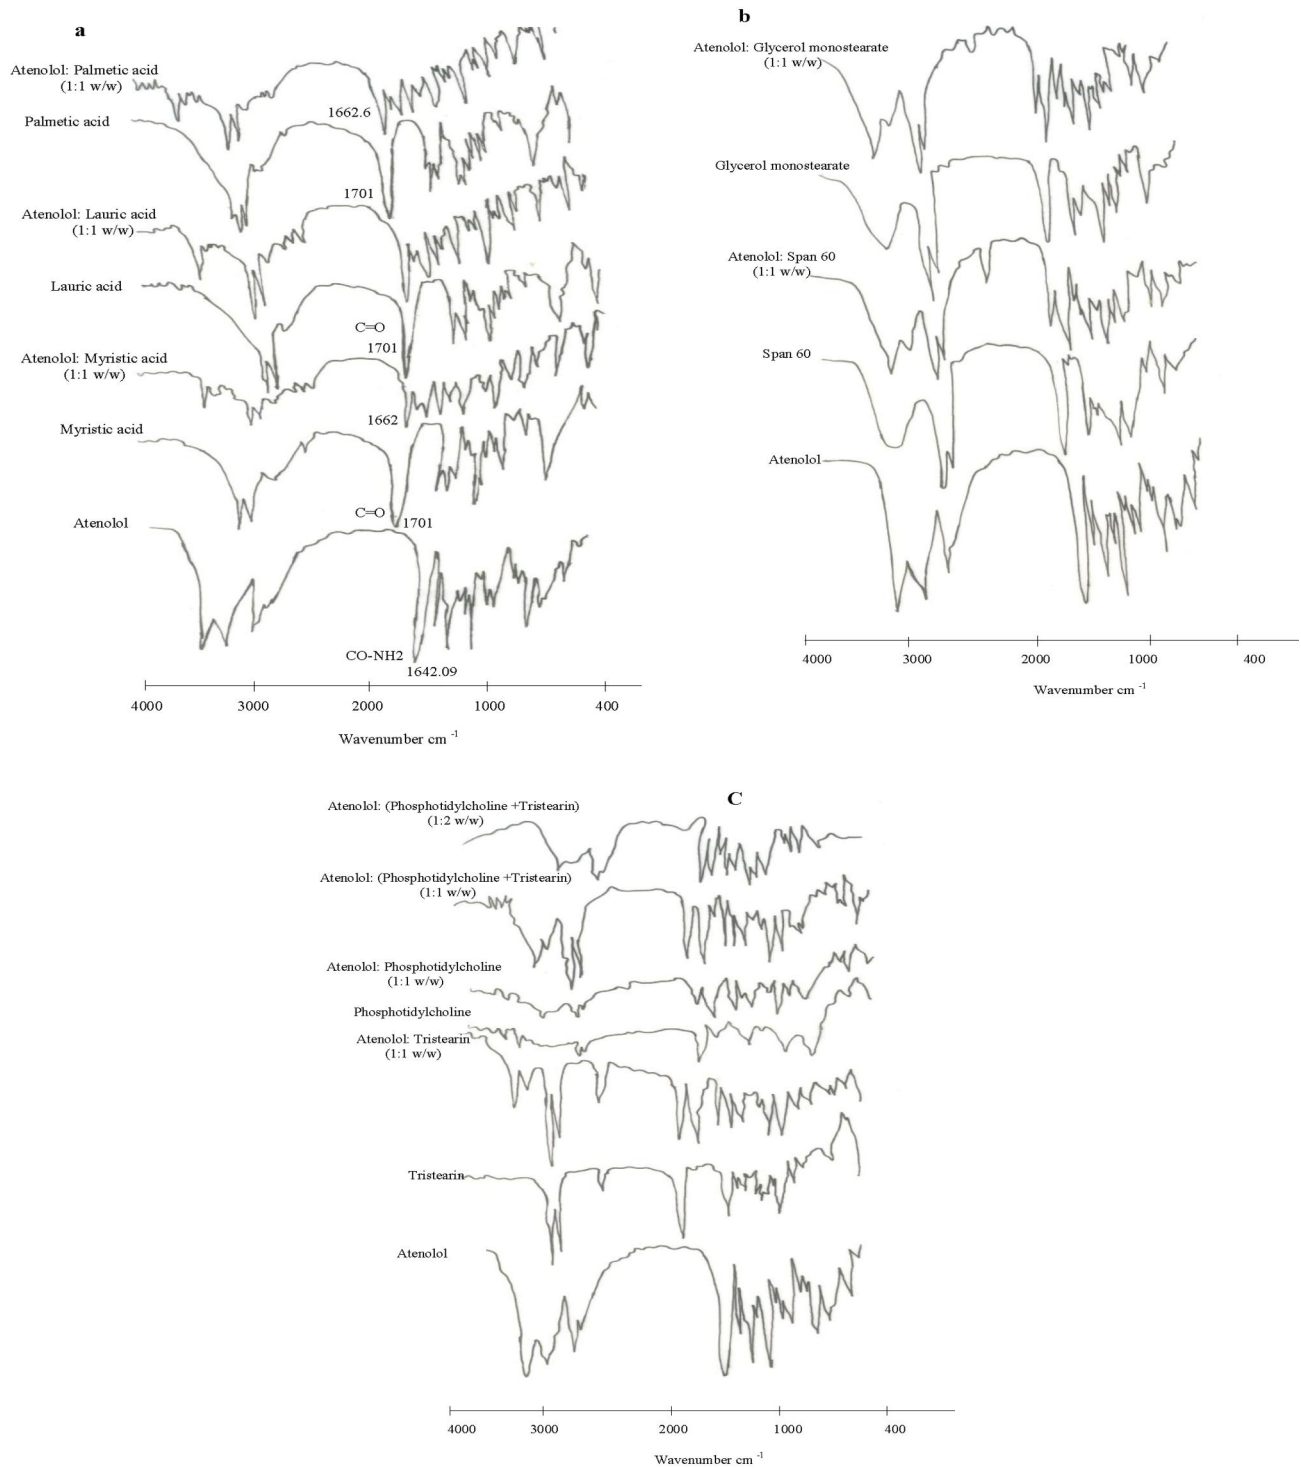 a
Atenolol: Palmetic acid
(1:1 w/w)
1662.6
Palmetic acid
1701
Atenolol: Lauric acid
(1:1 w/w)
Lauric acid
C=O
1701
Atenolol: Myristic acid
(1:1 w/w)
1662
Myristic acid
C=O
1701
Atenolol
CO-NH2
1642.09
4000 3000 2000 1000 400
Wavenumber cm -1
b
Atenolol: Glycerol monostearate
(1:1 w/w)
Glycerol monostearate
Atenolol: Span 60
(1:1 w/w)
Span 60
Atenolol
4000 3000 2000 1000 400
Wavenumber cm -1
C
Atenolol: (Phosphotidylcholine +Tristearin)
(1:2 w/w)
Atenolol: (Phosphotidylcholine +Tristearin)
(1:1 w/w)
Atenolol: Phosphotidylcholine
(1:1 w/w)
Phosphotidylcholine
Atenolol: Tristearin
(1:1 w/w)
Tristearin
Atenolol
4000 3000 2000 1000 400
Wavenumber cm -1